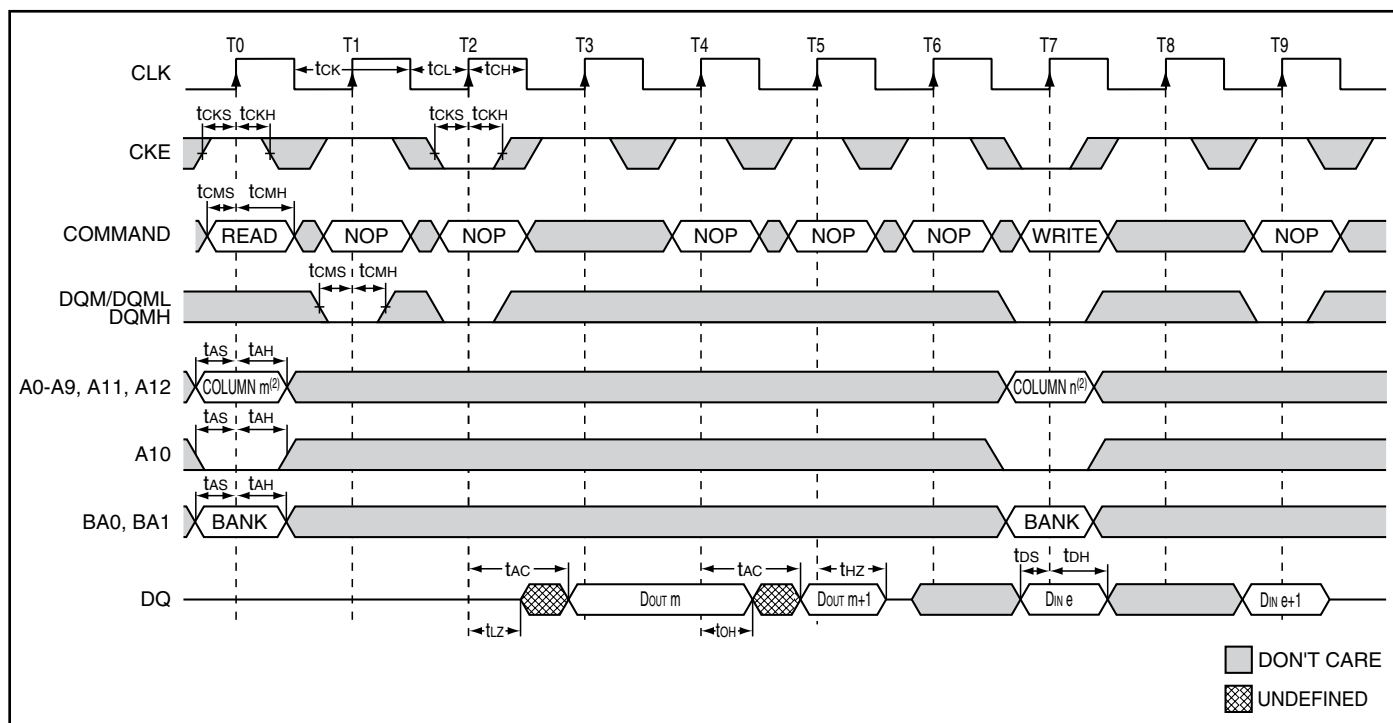 T0 T1 T2 T3 T4 T5 T6 T7 T8 T9
CLK tCK tCL tCH
tCKS tCKH tCKS tCKH
CKE
tCMS tCMH
COMMAND READ NOP NOP NOP NOP NOP WRITE NOP
tCMS tCMH
DQM/DQML
DQMH
tAS tAH
A0-A9, A11, A12 COLUMN m(2) COLUMN n(2)
tAS tAH
A10
tAS tAH
BA0, BA1 BANK BANK
tAC tAC tHZ tDS tDH
DQ DOUT m DOUT m+1 DIN e DIN e+1
tLZ tOH
DON'T CARE
UNDEFINED